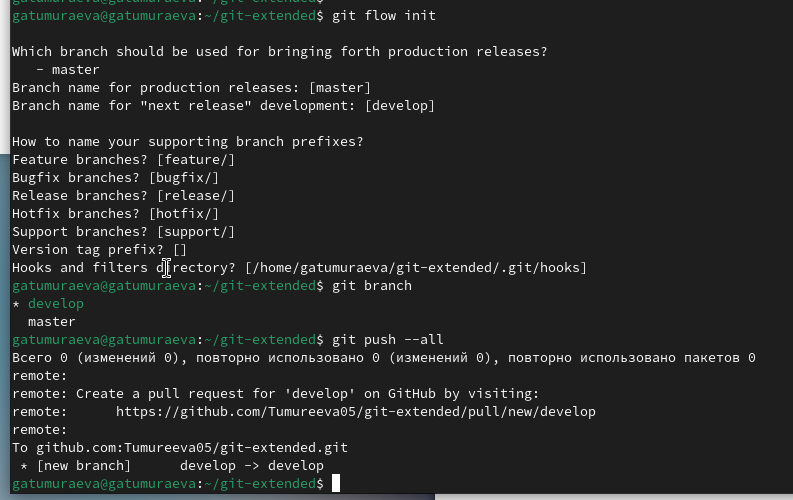 gatumuraeva@gatumuraeva:~/git-extended$ git flow init

Which branch should be used for bringing forth production releases?
   - master
Branch name for production releases: [master]
Branch name for "next release" development: [develop]

How to name your supporting branch prefixes?
Feature branches? [feature/]
Bugfix branches? [bugfix/]
Release branches? [release/]
Hotfix branches? [hotfix/]
Support branches? [support/]
Version tag prefix? []
Hooks and filters directory? [/home/gatumuraeva/git-extended/.git/hooks]
gatumuraeva@gatumuraeva:~/git-extended$ git branch
* develop
  master
gatumuraeva@gatumuraeva:~/git-extended$ git push --all
Всего 0 (изменений 0), повторно использовано 0 (изменений 0), повторно использовано пакетов 0
remote:
remote: Create a pull request for 'develop' on GitHub by visiting:
remote:      https://github.com/Tumureeva05/git-extended/pull/new/develop
remote:
To github.com:Tumureeva05/git-extended.git
 * [new branch]      develop -> develop
gatumuraeva@gatumuraeva:~/git-extended$